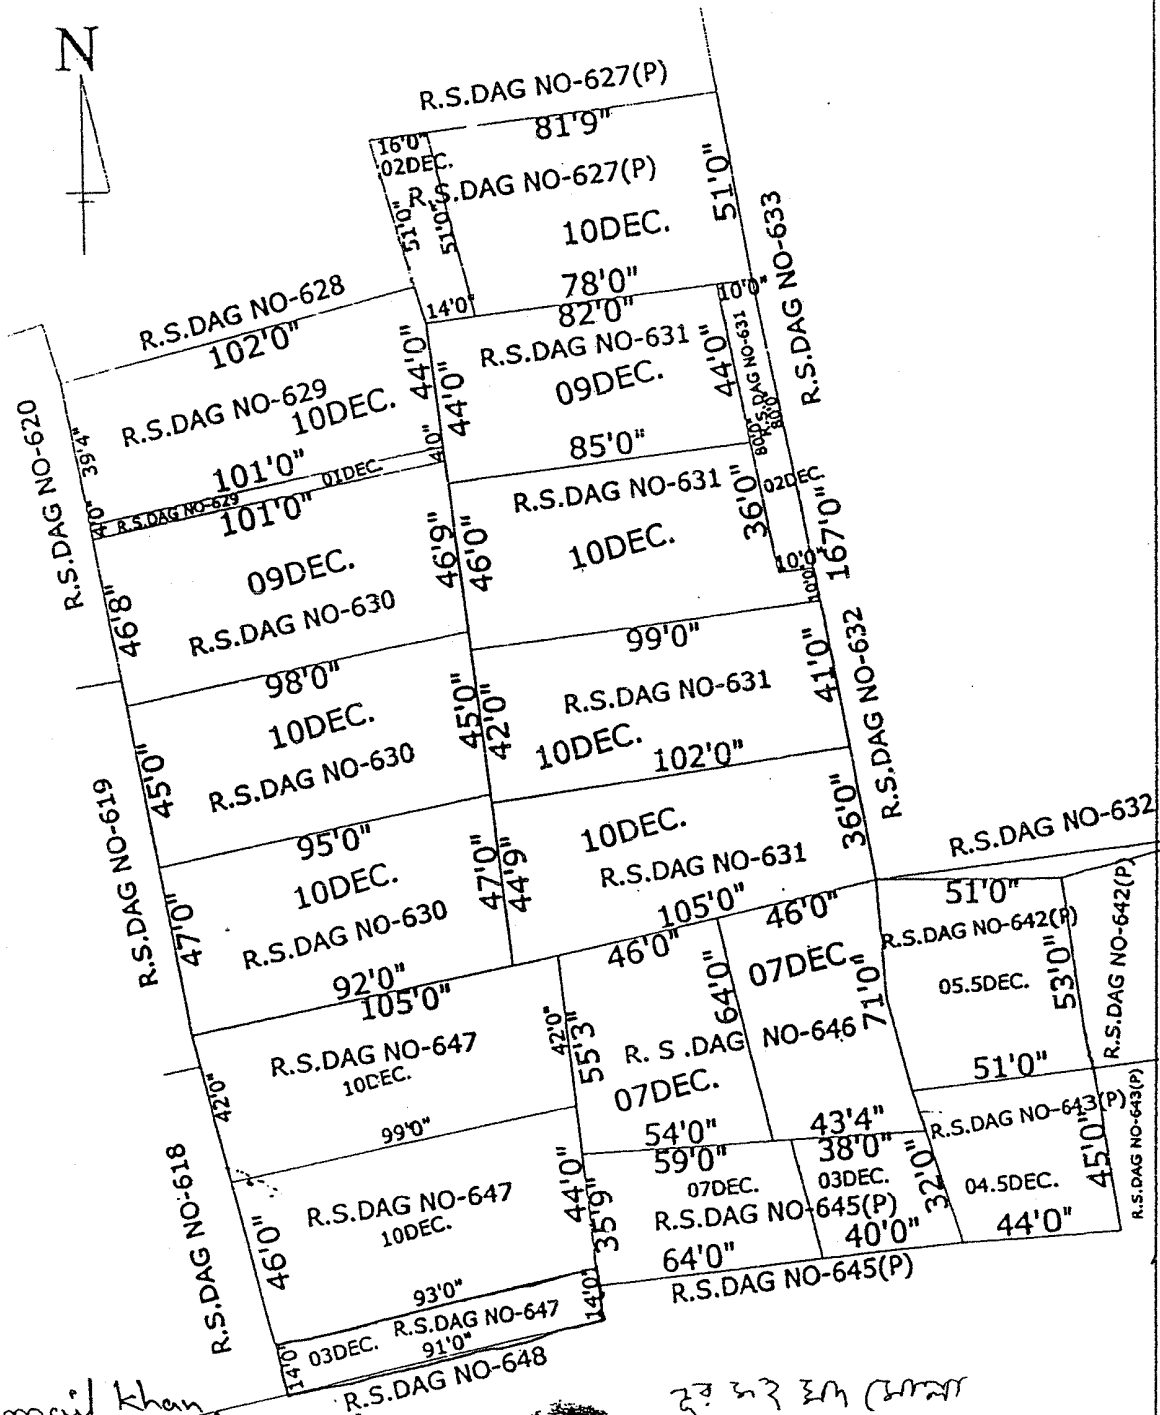 N
R.S.DAG NO-627(P)
81'9"
16'0"
02DEC.
R.S.DAG NO-627(P)
51'0"
51'0"
51'0"
10DEC.
R.S.DAG NO-633
78'0"
14'0"
10'0"
82'0"
R.S.DAG NO-628
102'0"
R.S.DAG NO-629
10DEC.
44'0"
44'0"
R.S.DAG NO-631
09DEC.
44'0"
R.S.DAG NO-631
80'0"
80'0"
85'0"
R.S.DAG NO-620
39'4"
101'0"
4'0"
4'0"
R.S.DAG NO-629
01DEC.
101'0"
R.S.DAG NO-631
36'0"
02DEC.
10DEC.
10'0"
10'0"
167'0"
09DEC.
46'9"
46'0"
46'8"
R.S.DAG NO-630
99'0"
98'0"
10DEC.
R.S.DAG NO-630
45'0"
45'0"
42'0"
R.S.DAG NO-631
10DEC.
41'0"
R.S.DAG NO-632
102'0"
R.S.DAG NO-619
95'0"
10DEC.
R.S.DAG NO-630
47'0"
47'0"
44'9"
10DEC.
R.S.DAG NO-631
36'0"
105'0"
R.S.DAG NO-632
92'0"
105'0"
46'0"
46'0"
51'0"
R.S.DAG NO-642(P)
05.5DEC.
53'0"
R.S.DAG NO-642(P)
07DEC.
64'0"
71'0"
R.S.DAG NO-647
10DEC.
42'0"
42'0"
55'3"
R. S .DAG NO-646
07DEC.
51'0"
99'0"
54'0"
43'4"
R.S.DAG NO-643(P)
R.S.DAG NO-643(P)
R.S.DAG NO-618
R.S.DAG NO-647
10DEC.
46'0"
44'0"
35'9"
59'0"
38'0"
07DEC.
03DEC.
R.S.DAG NO-645(P)
32'0"
04.5DEC.
45'0"
64'0"
40'0"
44'0"
R.S.DAG NO-645(P)
93'0"
R.S.DAG NO-647
03DEC.
14'0"
14'0"
91'0"
R.S.DAG NO-648
khan